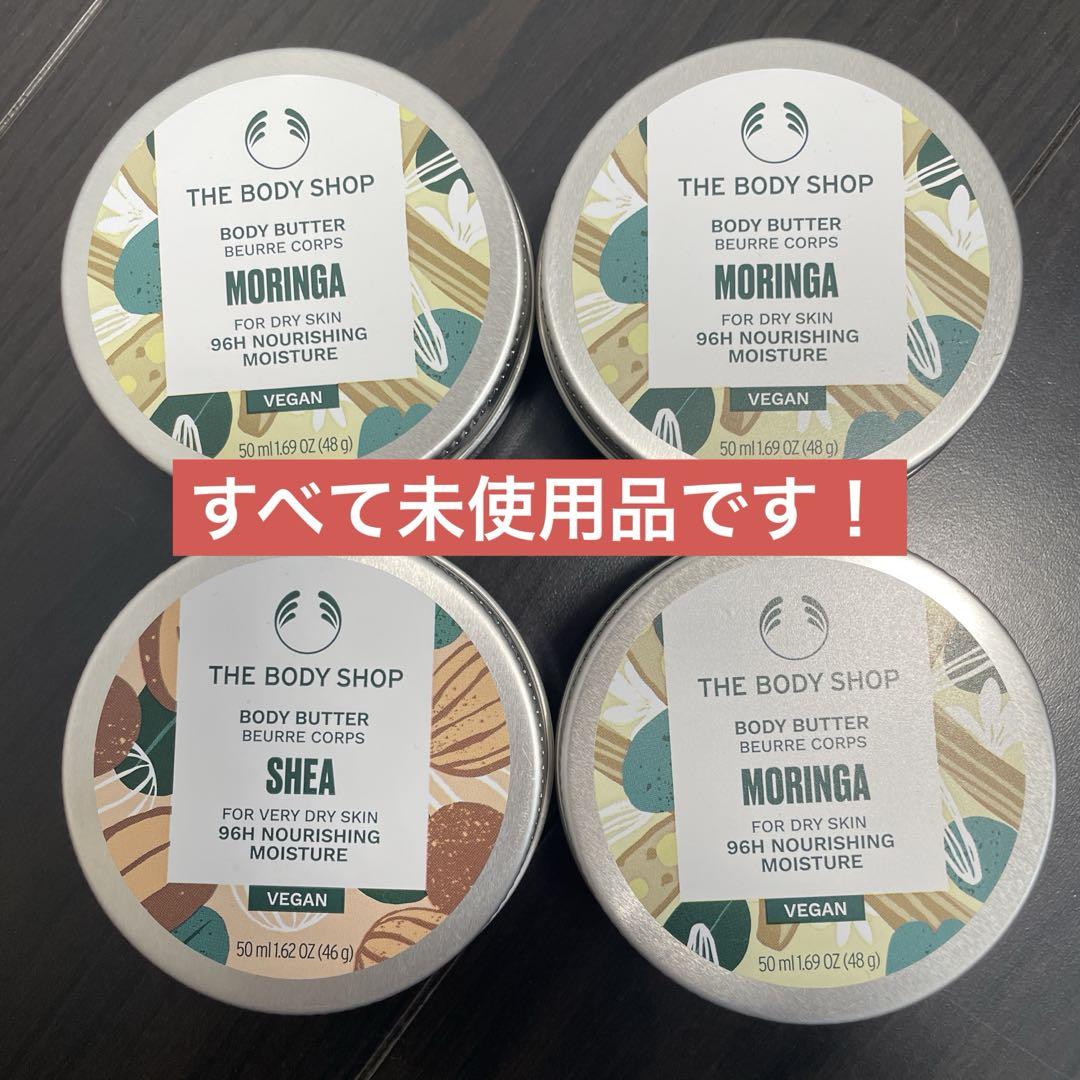 THE BODY SHOP
BODY BUTTER
BEURRE CORPS
MORINGA
FOR DRY SKIN
96H NOURISHING
MOISTURE
VEGAN
50 ml 1.69 OZ (48 g)
THE BODY SHOP
BODY BUTTER
BEURRE CORPS
MORINGA
FOR DRY SKIN
96H NOURISHING
MOISTURE
VEGAN
50 ml 1.69 OZ (48 g)
すべて未使用品です！
THE BODY SHOP
BODY BUTTER
BEURRE CORPS
SHEA
FOR VERY DRY SKIN
96H NOURISHING
MOISTURE
VEGAN
50 ml 1.62 OZ (46 g)
THE BODY SHOP
BODY BUTTER
BEURRE CORPS
MORINGA
FOR DRY SKIN
96H NOURISHING
MOISTURE
VEGAN
50 ml 1.69 OZ (48 g)